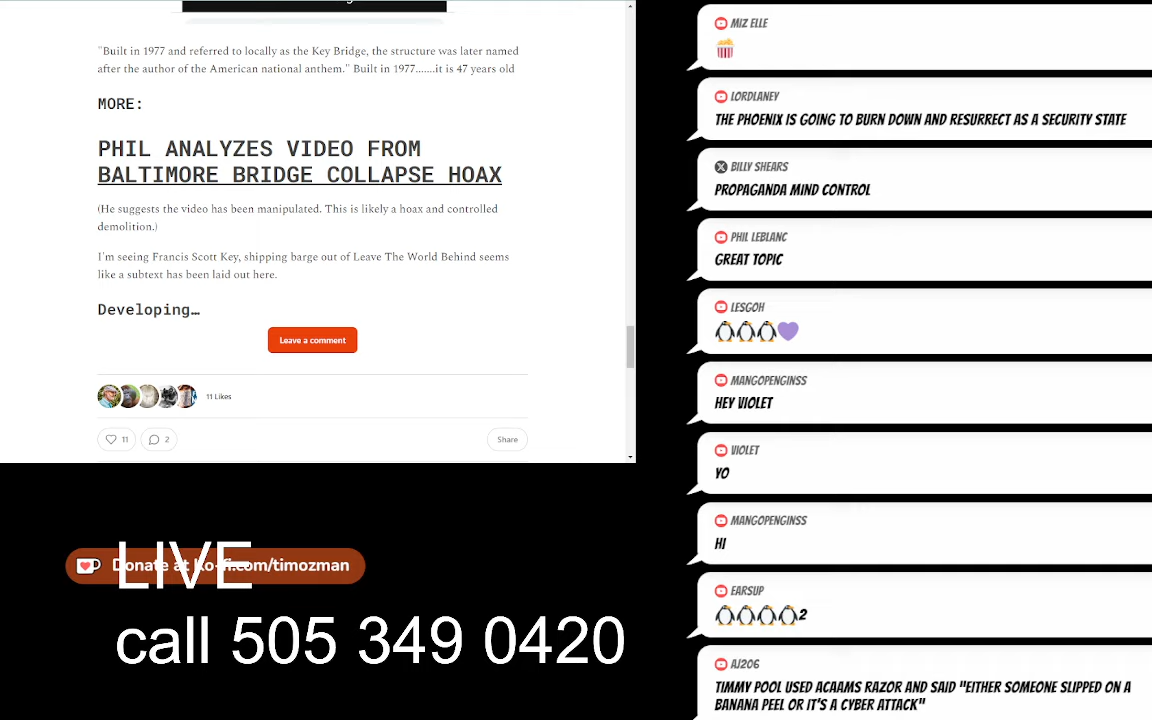 "Built in 1977 and referred to locally as the Key Bridge, the structure was later named
after the author of the American national anthem." Built in 1977.......it is 47 years old
MORE:
PHIL ANALYZES VIDEO FROM
BALTIMORE BRIDGE COLLAPSE HOAX
(He suggests the video has been manipulated. This is likely a hoax and controlled
demolition.)
I'm seeing Francis Scott Key, shipping barge out of Leave The World Behind seems
like a subtext has been laid out here.
Developing…
Leave a comment
11 Likes
11
2
Share
LIVE
Donate at ko-fi.com/timozman
call 505 349 0420
MIZ ELLE
LORDLANEY
THE PHOENIX IS GOING TO BURN DOWN AND RESURRECT AS A SECURITY STATE
BILLY SHEARS
PROPAGANDA MIND CONTROL
PHIL LEBLANC
GREAT TOPIC
LESGOH
MANGOPENGINSS
HEY VIOLET
VIOLET
YO
MANGOPENGINSS
HI
EARSUP
2
AJ206
TIMMY POOL USED ACAAMS RAZOR AND SAID "EITHER SOMEONE SLIPPED ON A
BANANA PEEL OR IT'S A CYBER ATTACK"